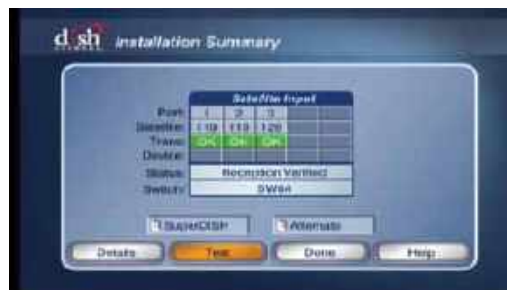 dish Installation Summary
NETWORK
Satellite Input
Port: 1 2 3
Satellite: 119 110 129
Trans: OK OK OK
Device:
Status: Reception Verified
Switch: SW64
SuperDISH Alternate
Details Test Done Help